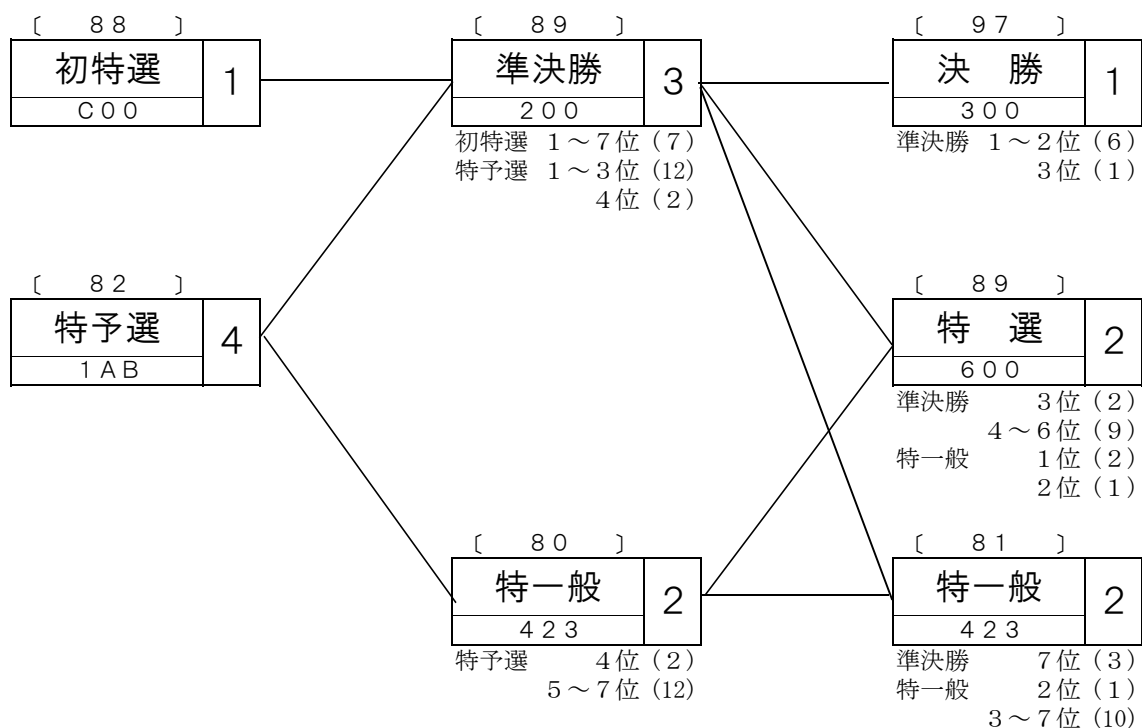 〔　８８　〕
初特選 1
Ｃ００
〔　８２　〕
特予選 4
１ＡＢ
〔　８９　〕
準決勝 3
２００
初特選 １～７位（７）
特予選 １～３位（12）
４位（２）
〔　８０　〕
特一般 2
４２３
特予選 ４位（２）
５～７位（12）
〔　９７　〕
決　勝 1
３００
準決勝 １～２位（６）
３位（１）
〔　８９　〕
特　選 2
６００
準決勝 ３位（２）
４～６位（９）
特一般 １位（２）
２位（１）
〔　８１　〕
特一般 2
４２３
準決勝 ７位（３）
特一般 ２位（１）
３～７位（10）